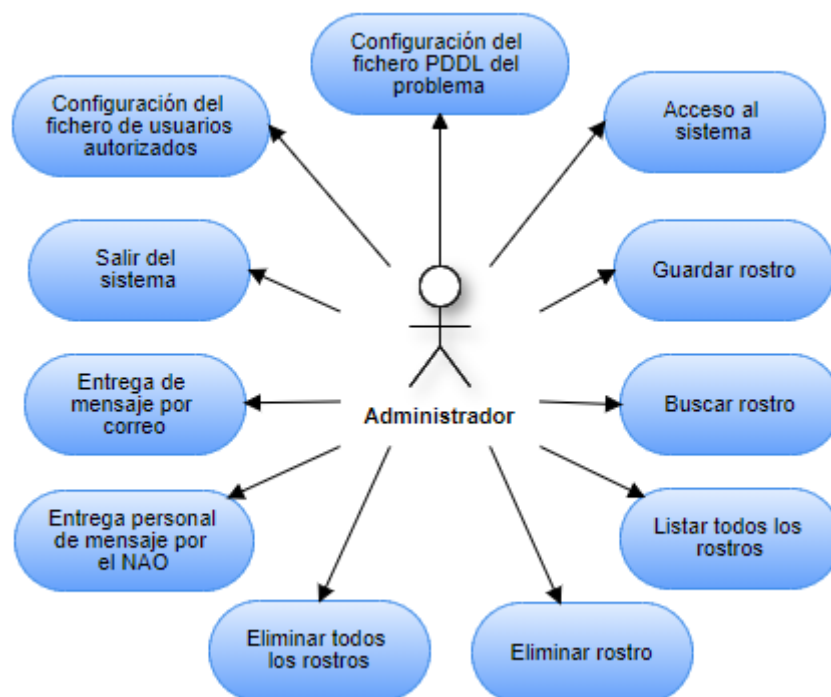 Configuración del
fichero PDDL del
problema
Configuración del
fichero de usuarios
autorizados
Acceso al
sistema
Salir del
sistema
Guardar rostro
Entrega de
mensaje por
correo
Administrador
Buscar rostro
Entrega personal
de mensaje por
el NAO
Listar todos los
rostros
Eliminar todos
los rostros
Eliminar rostro